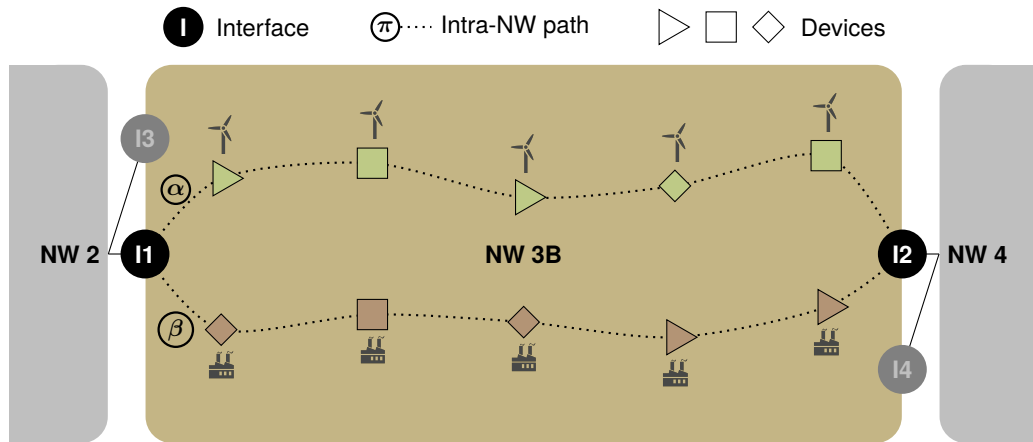 I Interface
π Intra-NW path
Devices
I3
α
NW 2
I1
NW 3B
I2
NW 4
β
I4